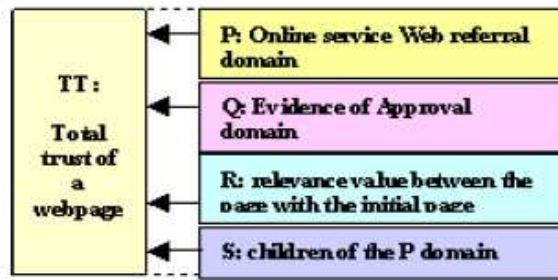 TT :
Total
trust of
a
webpage
P: Online service Web referral
domain
Q: Evidence of Approval
domain
R: relevance value between the
page with the initial page
S: children of the P domain